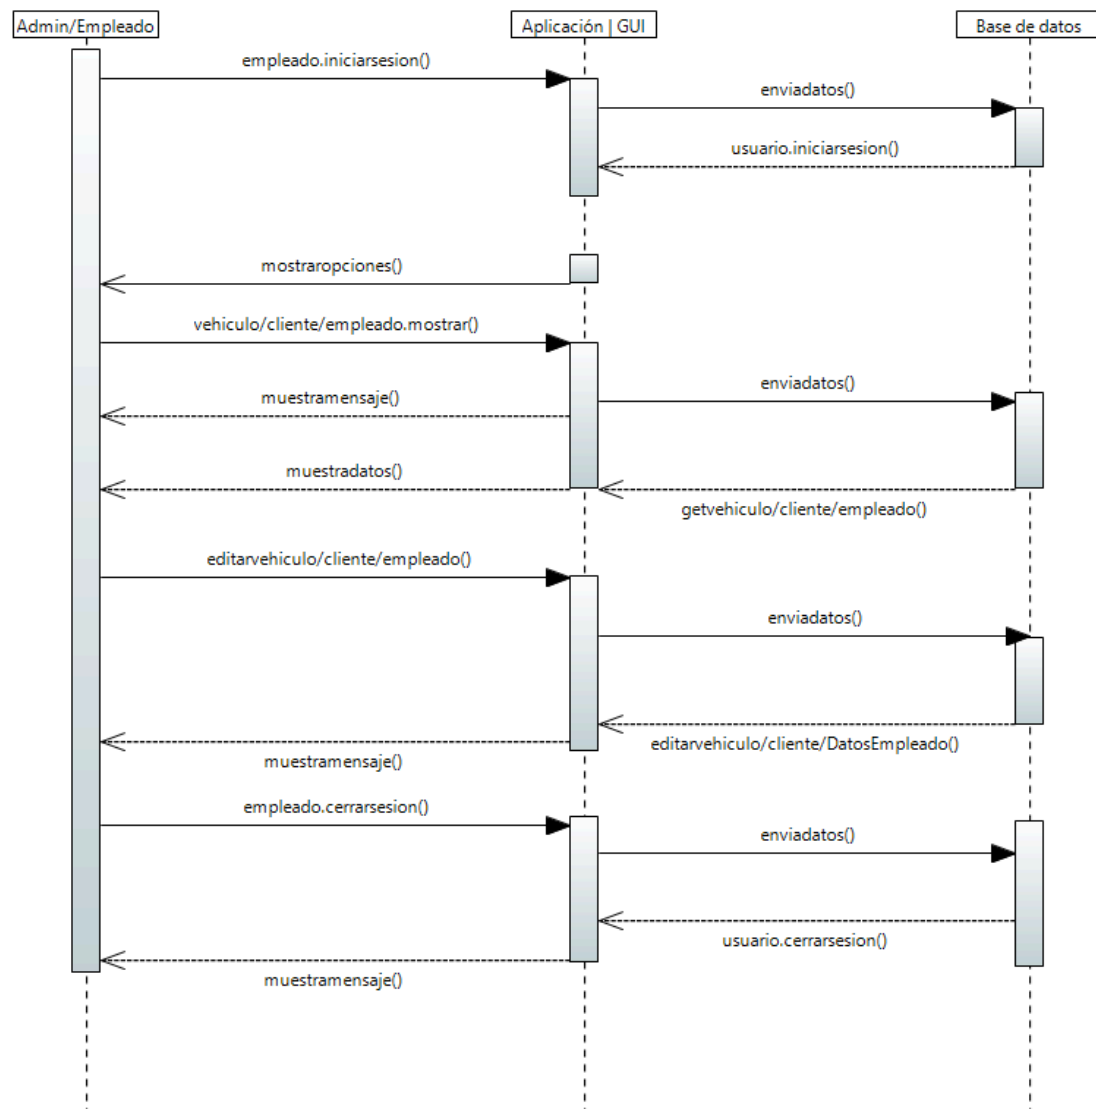 Admin/Empleado
Aplicación | GUI
Base de datos
empleado.iniciarsesion()
enviadatos()
usuario.iniciarsesion()
mostraropciones()
vehiculo/cliente/empleado.mostrar()
enviadatos()
muestramensaje()
muestradatos()
getvehiculo/cliente/empleado()
editarvehiculo/cliente/empleado()
enviadatos()
editarvehiculo/cliente/DatosEmpleado()
muestramensaje()
empleado.cerrarsesion()
enviadatos()
usuario.cerrarsesion()
muestramensaje()